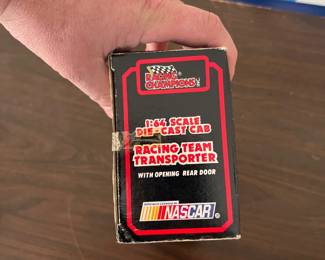 RACING
CHAMPIONS
1:64 SCALE
DIE-CAST CAB
RACING TEAM
TRANSPORTER
WITH OPENING REAR DOOR
NASCAR®